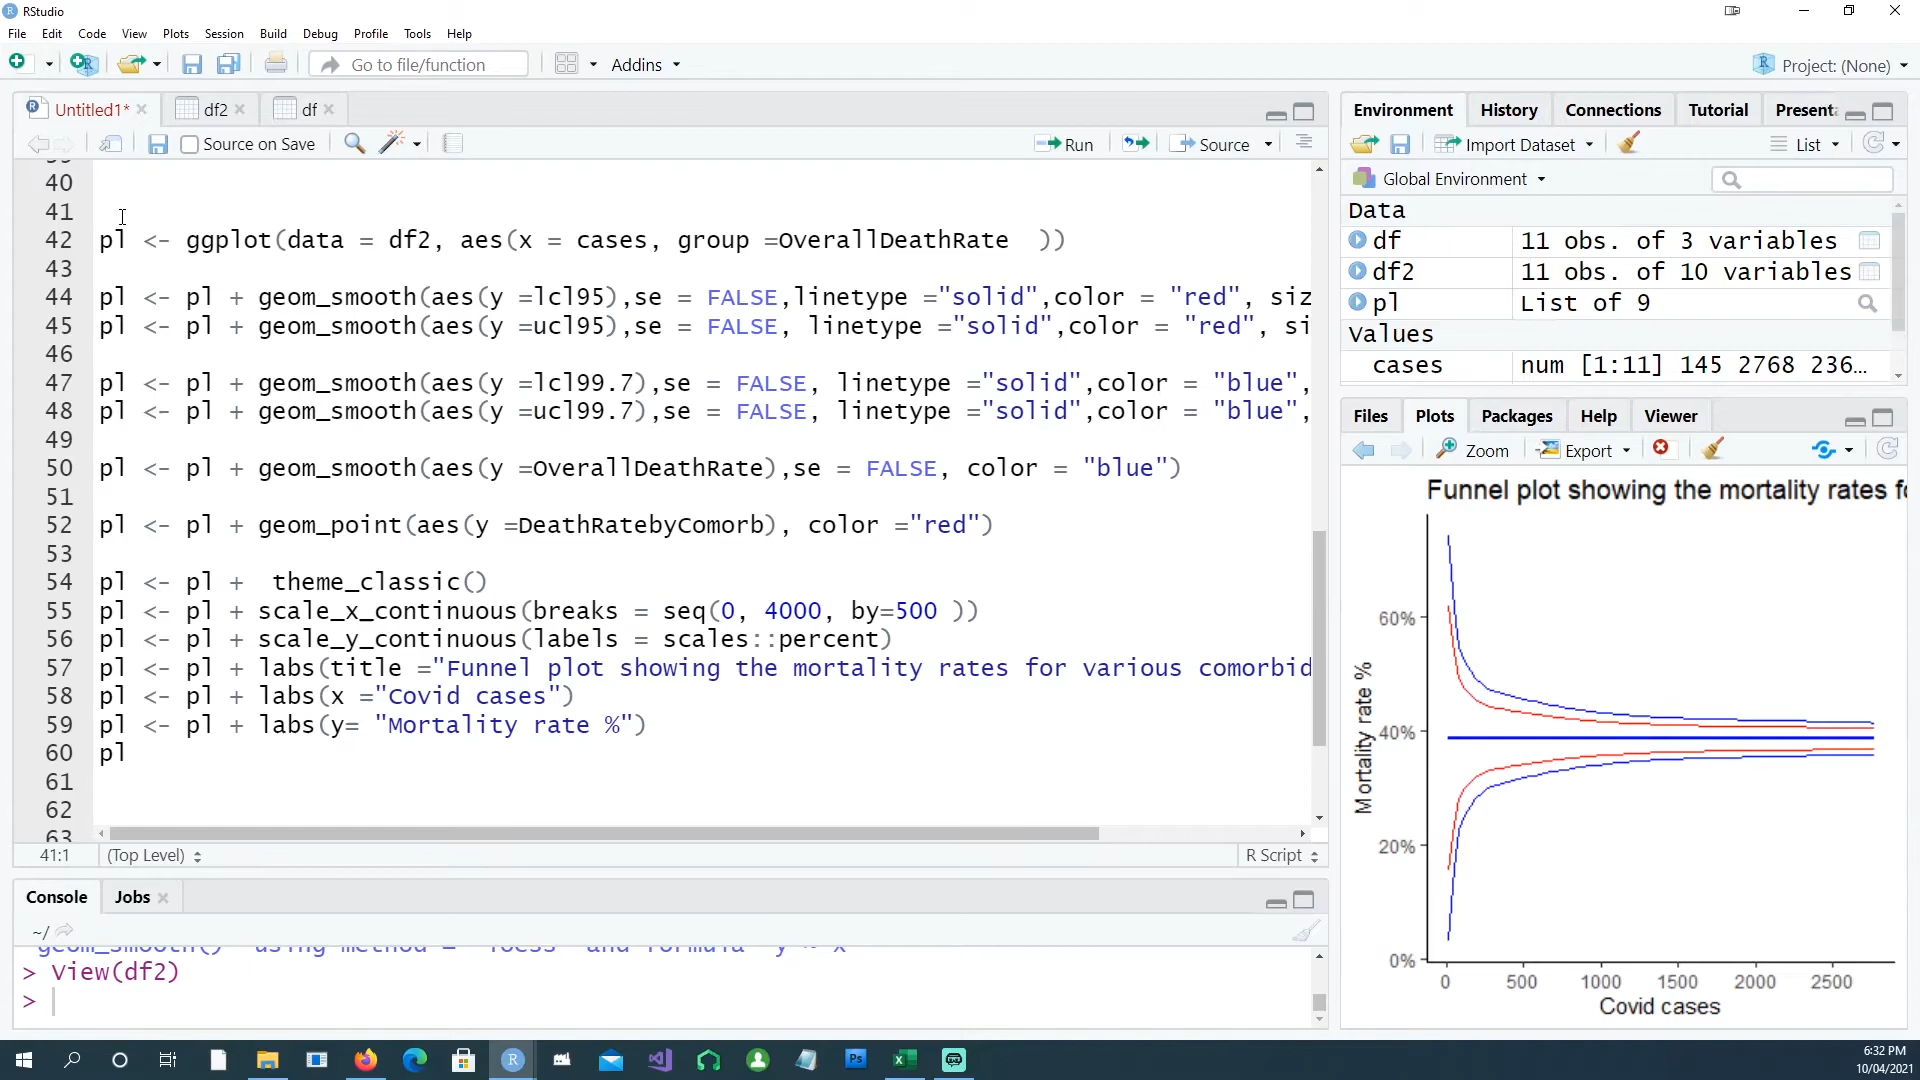 RStudio
File Edit Code View Plots Session Build Debug Profile Tools Help
Go to file/function Addins Project: (None)
Untitled1* df2 df
Source on Save Run Source
40
41
42 pl <- ggplot(data = df2, aes(x = cases, group =OverallDeathRate  ))
43
44 pl <- pl + geom_smooth(aes(y =lcl95),se = FALSE,linetype ="solid",color = "red", siz
45 pl <- pl + geom_smooth(aes(y =ucl95),se = FALSE, linetype ="solid",color = "red", si
46
47 pl <- pl + geom_smooth(aes(y =lcl99.7),se = FALSE, linetype ="solid",color = "blue",
48 pl <- pl + geom_smooth(aes(y =ucl99.7),se = FALSE, linetype ="solid",color = "blue",
49
50 pl <- pl + geom_smooth(aes(y =OverallDeathRate),se = FALSE, color = "blue")
51
52 pl <- pl + geom_point(aes(y =DeathRatebyComorb), color ="red")
53
54 pl <- pl +  theme_classic()
55 pl <- pl + scale_x_continuous(breaks = seq(0, 4000, by=500 ))
56 pl <- pl + scale_y_continuous(labels = scales::percent)
57 pl <- pl + labs(title ="Funnel plot showing the mortality rates for various comorbid
58 pl <- pl + labs(x ="Covid cases")
59 pl <- pl + labs(y= "Mortality rate %")
60 pl
61
62
63
41:1 (Top Level) R Script
Console Jobs
~/
geom_smooth() using method = 'loess' and formula 'y ~ x'
> View(df2)
>
Environment History Connections Tutorial Presenta
Import Dataset List
Global Environment
Data
df 11 obs. of 3 variables
df2 11 obs. of 10 variables
pl List of 9
Values
cases num [1:11] 145 2768 236...
Files Plots Packages Help Viewer
Zoom Export
Funnel plot showing the mortality rates fo
60%
40%
20%
0%
Mortality rate %
0 500 1000 1500 2000 2500
Covid cases
6:32 PM
10/04/2021